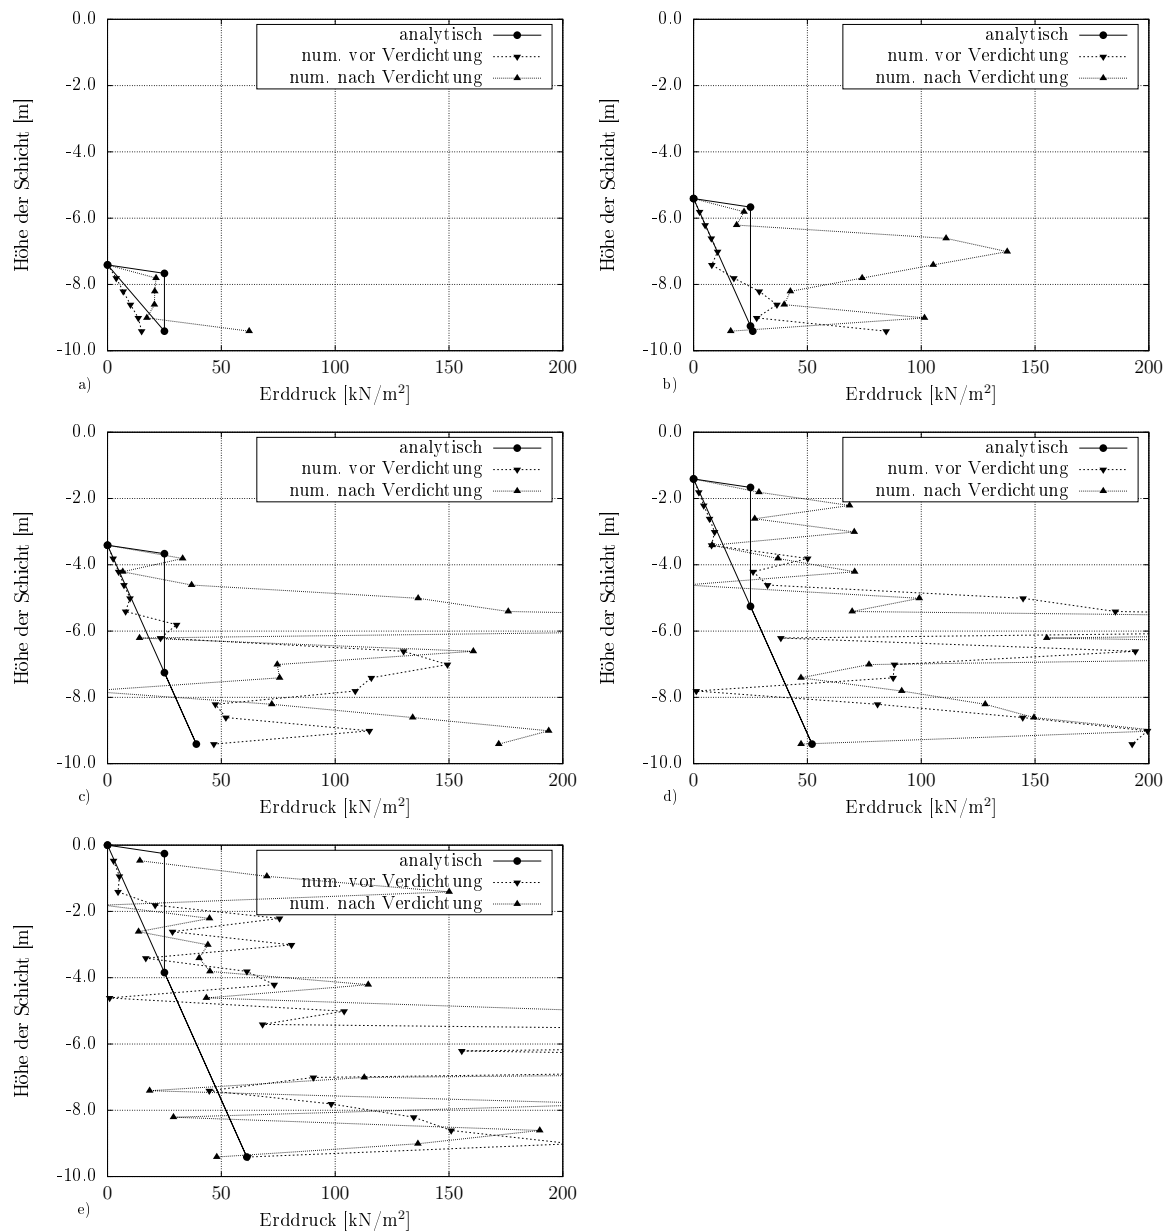 0.0
-2.0
-4.0
-6.0
-8.0
-10.0
0
50
100
150
200
Höhe der Schicht [m]
Erddruck [kN/m²]
a)
analytisch
num. vor Verdichtung
num. nach Verdichtung
0.0
-2.0
-4.0
-6.0
-8.0
-10.0
0
50
100
150
200
Höhe der Schicht [m]
Erddruck [kN/m²]
b)
analytisch
num. vor Verdichtung
num. nach Verdichtung
0.0
-2.0
-4.0
-6.0
-8.0
-10.0
0
50
100
150
200
Höhe der Schicht [m]
Erddruck [kN/m²]
c)
analytisch
num. vor Verdichtung
num. nach Verdichtung
0.0
-2.0
-4.0
-6.0
-8.0
-10.0
0
50
100
150
200
Höhe der Schicht [m]
Erddruck [kN/m²]
d)
analytisch
num. vor Verdichtung
num. nach Verdichtung
0.0
-2.0
-4.0
-6.0
-8.0
-10.0
0
50
100
150
200
Höhe der Schicht [m]
Erddruck [kN/m²]
e)
analytisch
num. vor Verdichtung
num. nach Verdichtung